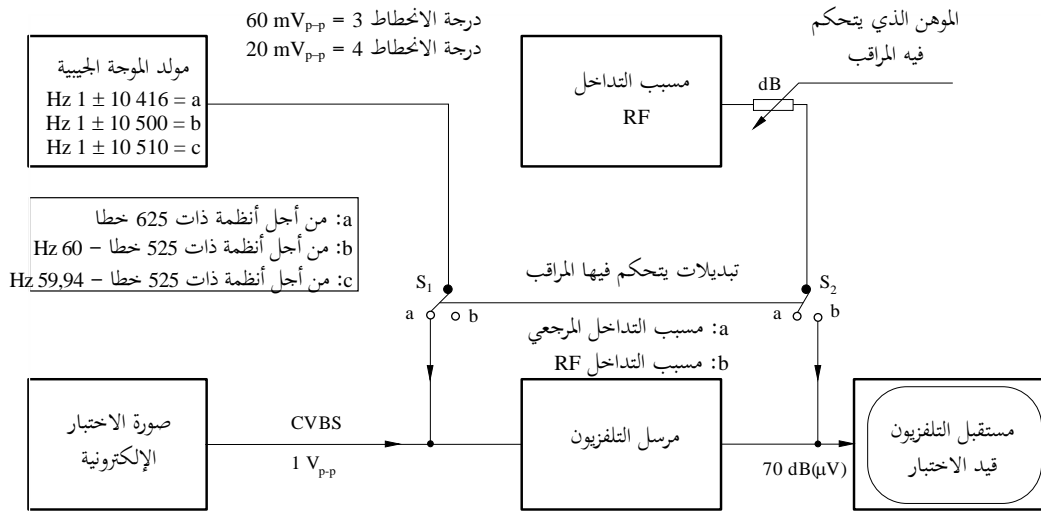 درجة الانحطاط 3 = 60 mVp–p
درجة الانحطاط 4 = 20 mVp–p
الموهن الذي يتحكم
فيه المراقب
مولد الموجة الجيبية
Hz 1 ± 10 416 = a
Hz 1 ± 10 500 = b
Hz 1 ± 10 510 = c
مسبب التداخل
RF
dB
a: من أجل أنظمة ذات 625 خطا
b: من أجل أنظمة ذات 525 خطا – 60 Hz
c: من أجل أنظمة ذات 525 خطا – 59,94 Hz
تبديلات يتحكم فيها المراقب
S1
S2
a
b
a
b
a: مسبب التداخل المرجعي
b: مسبب التداخل RF
صورة الاختبار
الإلكترونية
CVBS
1 Vp-p
مرسل التلفزيون
70 dB(μV)
مستقبل التلفزيون
قيد الاختبار